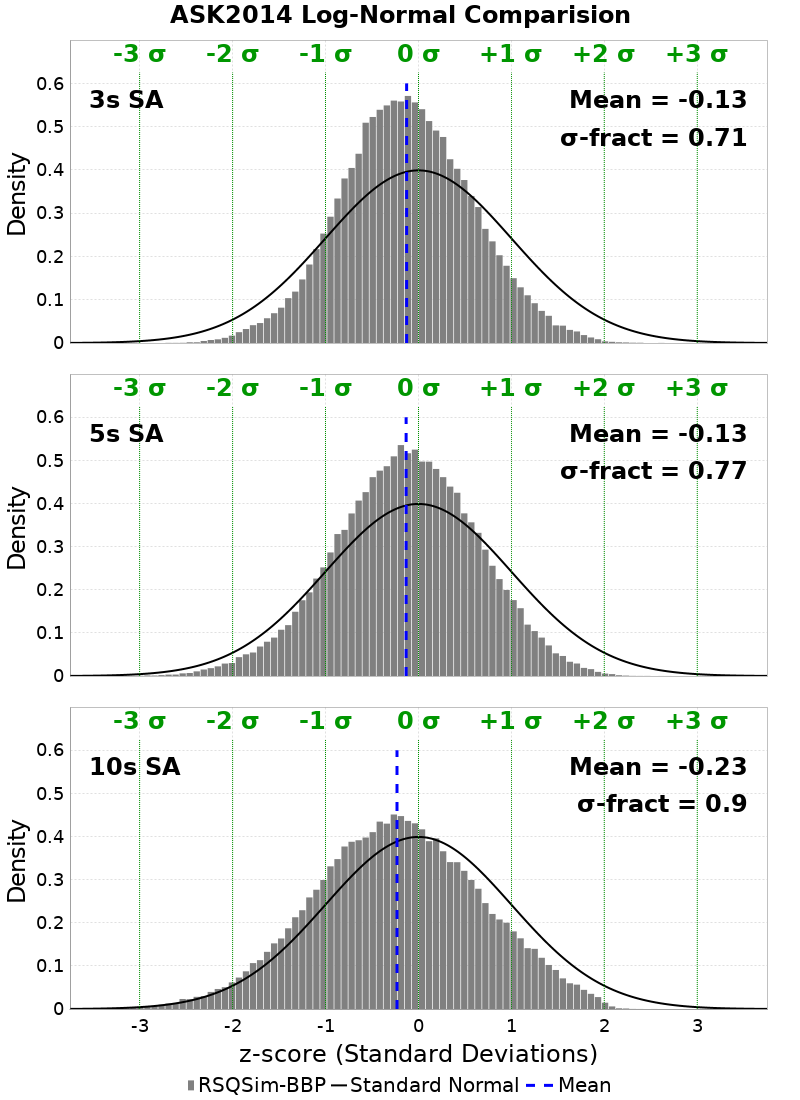 ASK2014 Log-Normal Comparision
-3 σ -2 σ -1 σ 0 σ +1 σ +2 σ +3 σ
3s SA
Mean = -0.13
σ-fract = 0.71
Density
0.6
0.5
0.4
0.3
0.2
0.1
0
-3 σ -2 σ -1 σ 0 σ +1 σ +2 σ +3 σ
5s SA
Mean = -0.13
σ-fract = 0.77
Density
0.6
0.5
0.4
0.3
0.2
0.1
0
-3 σ -2 σ -1 σ 0 σ +1 σ +2 σ +3 σ
10s SA
Mean = -0.23
σ-fract = 0.9
Density
0.6
0.5
0.4
0.3
0.2
0.1
0
-3 -2 -1 0 1 2 3
z-score (Standard Deviations)
RSQSim-BBP Standard Normal Mean